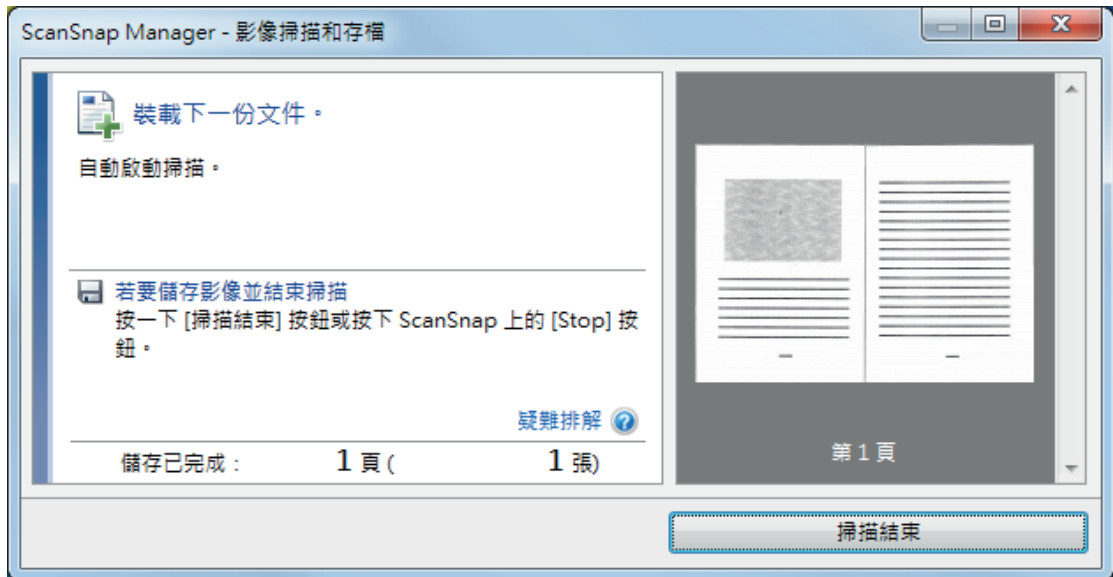 ScanSnap Manager - 影像掃描和存檔
裝載下一份文件。
自動啟動掃描。
若要儲存影像並結束掃描
按一下 [掃描結束] 按鈕或按下 ScanSnap 上的 [Stop] 按
鈕。
疑難排解
儲存已完成： 1 頁 ( 1 張)
第 1 頁
掃描結束